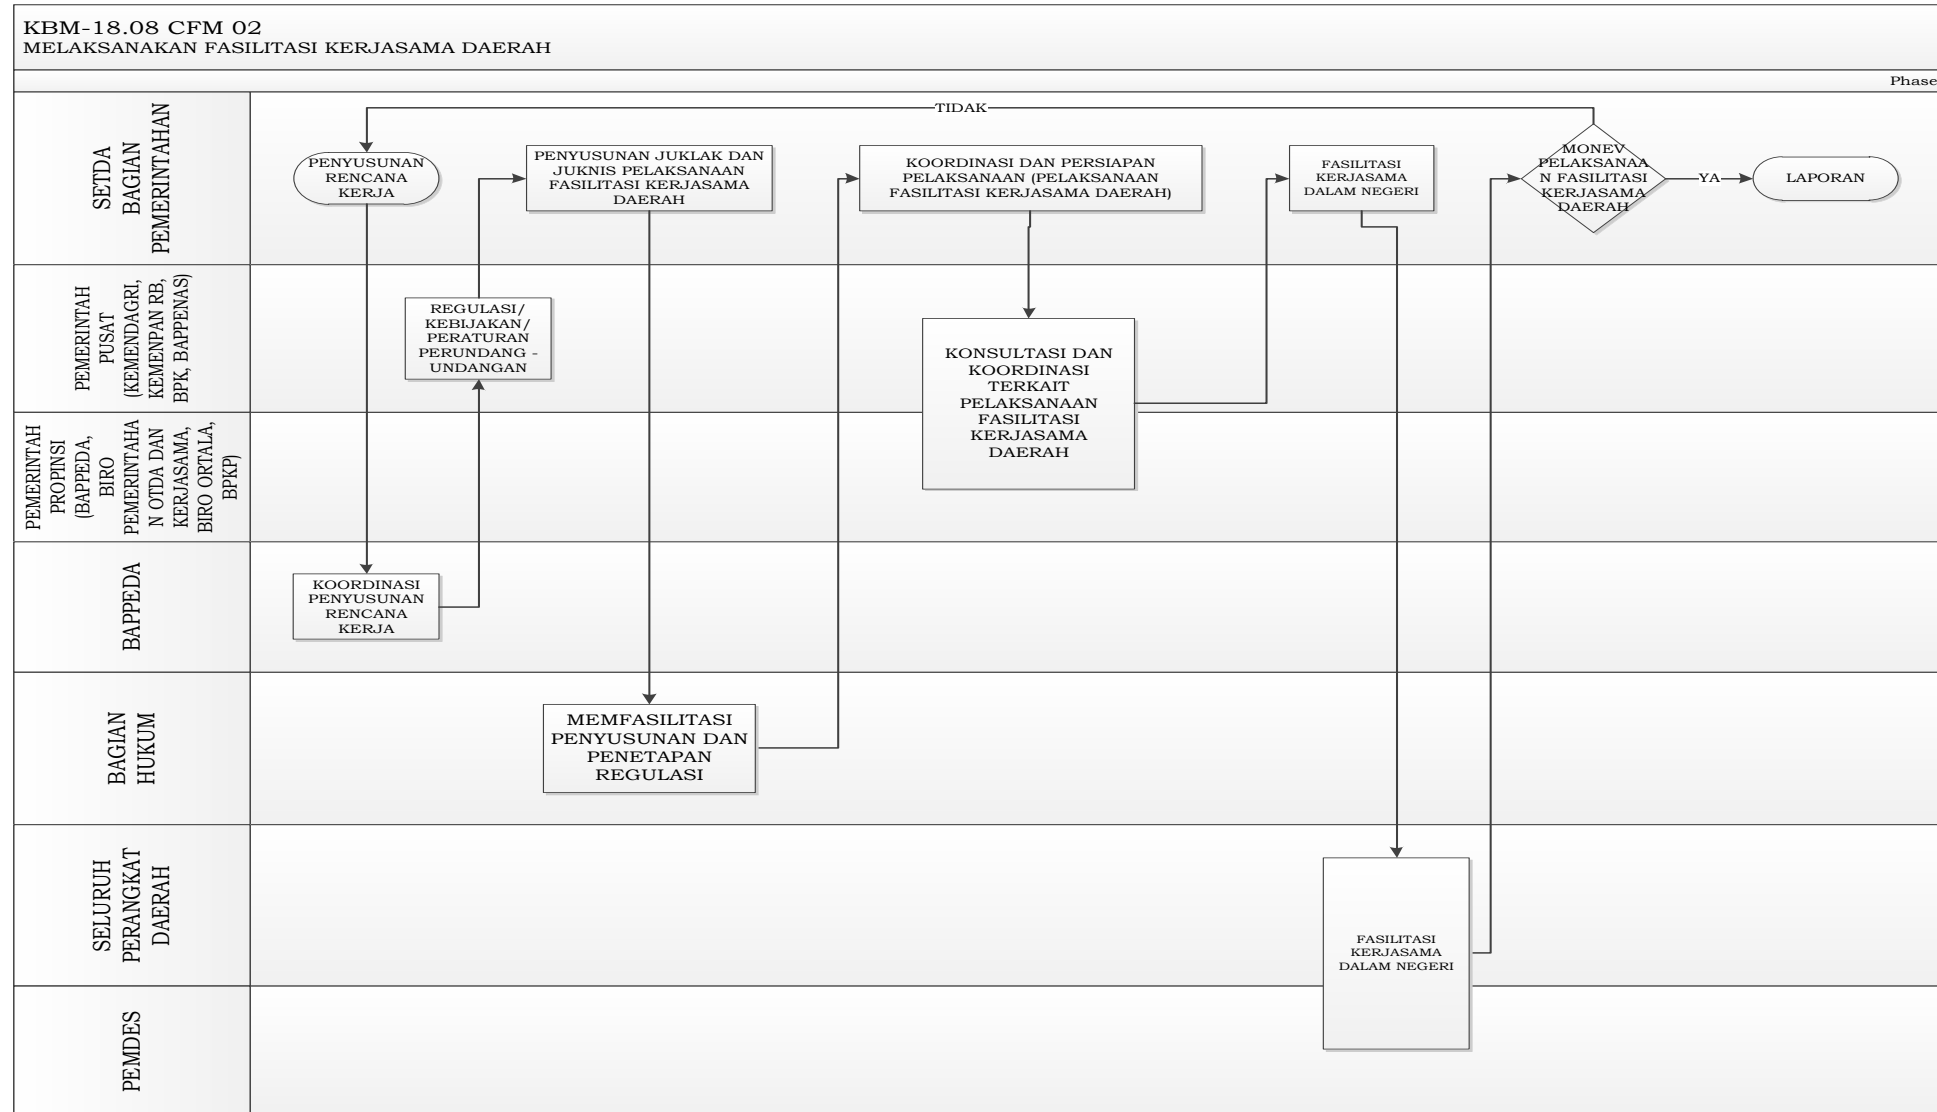 KBM-18.08 CFM 02
MELAKSANAKAN FASILITASI KERJASAMA DAERAH
Phase
SETDA
BAGIAN
PEMERINTAHAN
TIDAK
PENYUSUNAN
RENCANA
KERJA
PENYUSUNAN JUKLAK DAN
JUKNIS PELAKSANAAN
FASILITASI KERJASAMA
DAERAH
KOORDINASI DAN PERSIAPAN
PELAKSANAAN (PELAKSANAAN
FASILITASI KERJASAMA DAERAH)
FASILITASI
KERJASAMA
DALAM NEGERI
MONEV
PELAKSANAA
N FASILITASI
KERJASAMA
DAERAH
YA
LAPORAN
PEMERINTAH
PUSAT
(KEMENDAGRI,
KEMENPAN RB,
BPK, BAPPENAS)
REGULASI/
KEBIJAKAN/
PERATURAN
PERUNDANG -
UNDANGAN
KONSULTASI DAN
KOORDINASI
TERKAIT
PELAKSANAAN
FASILITASI
KERJASAMA
DAERAH
PEMERINTAH
PROPINSI
(BAPPEDA,
BIRO
PEMERINTAHA
N OTDA DAN
KERJASAMA,
BIRO ORTALA,
BPKP)
BAPPEDA
KOORDINASI
PENYUSUNAN
RENCANA
KERJA
BAGIAN
HUKUM
MEMFASILITASI
PENYUSUNAN DAN
PENETAPAN
REGULASI
SELURUH
PERANGKAT
DAERAH
FASILITASI
KERJASAMA
DALAM NEGERI
PEMDES